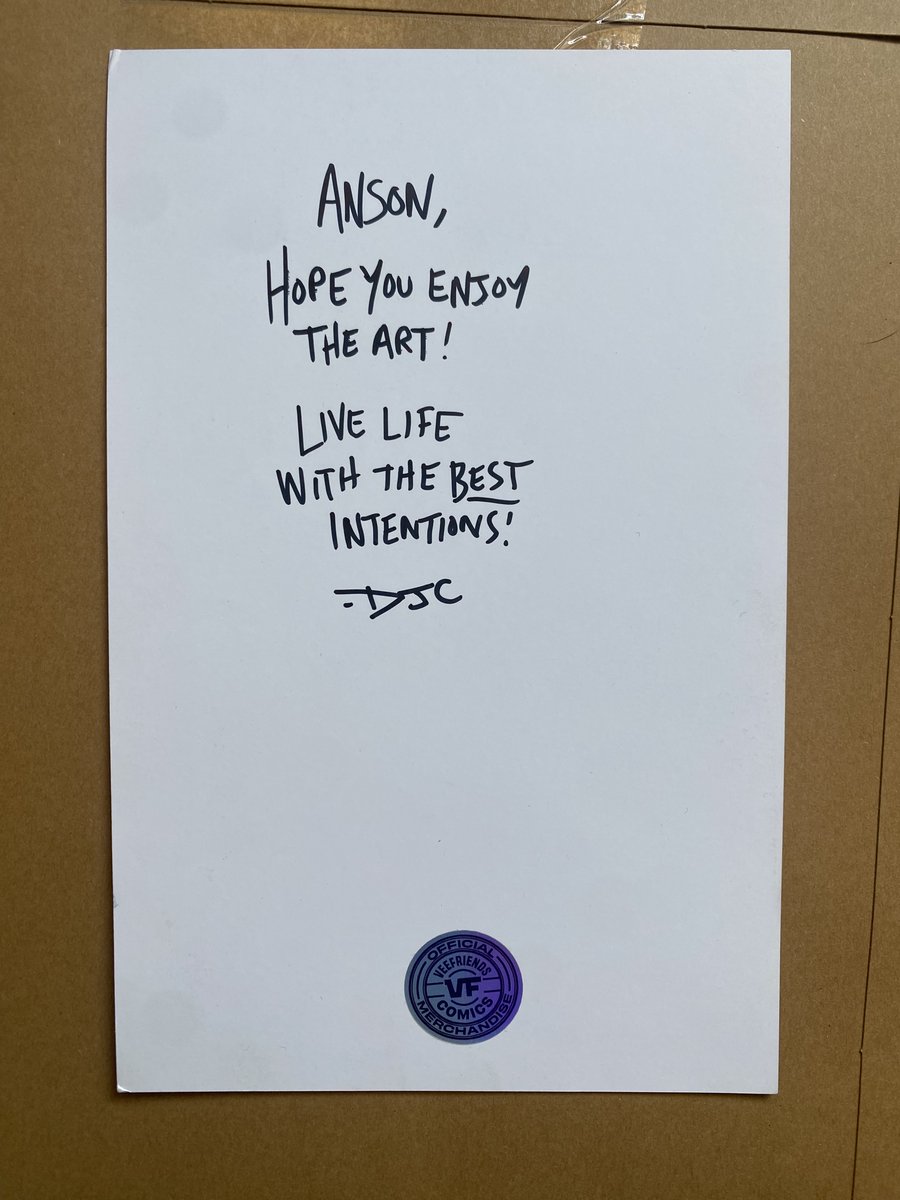 ANSON,
HOPE YOU ENJOY
THE ART!
LIVE LIFE
WITH THE BEST
INTENTIONS!
-DJC
OFFICIAL
VEEFRIENDS
VF
COMICS
MERCHANDISE